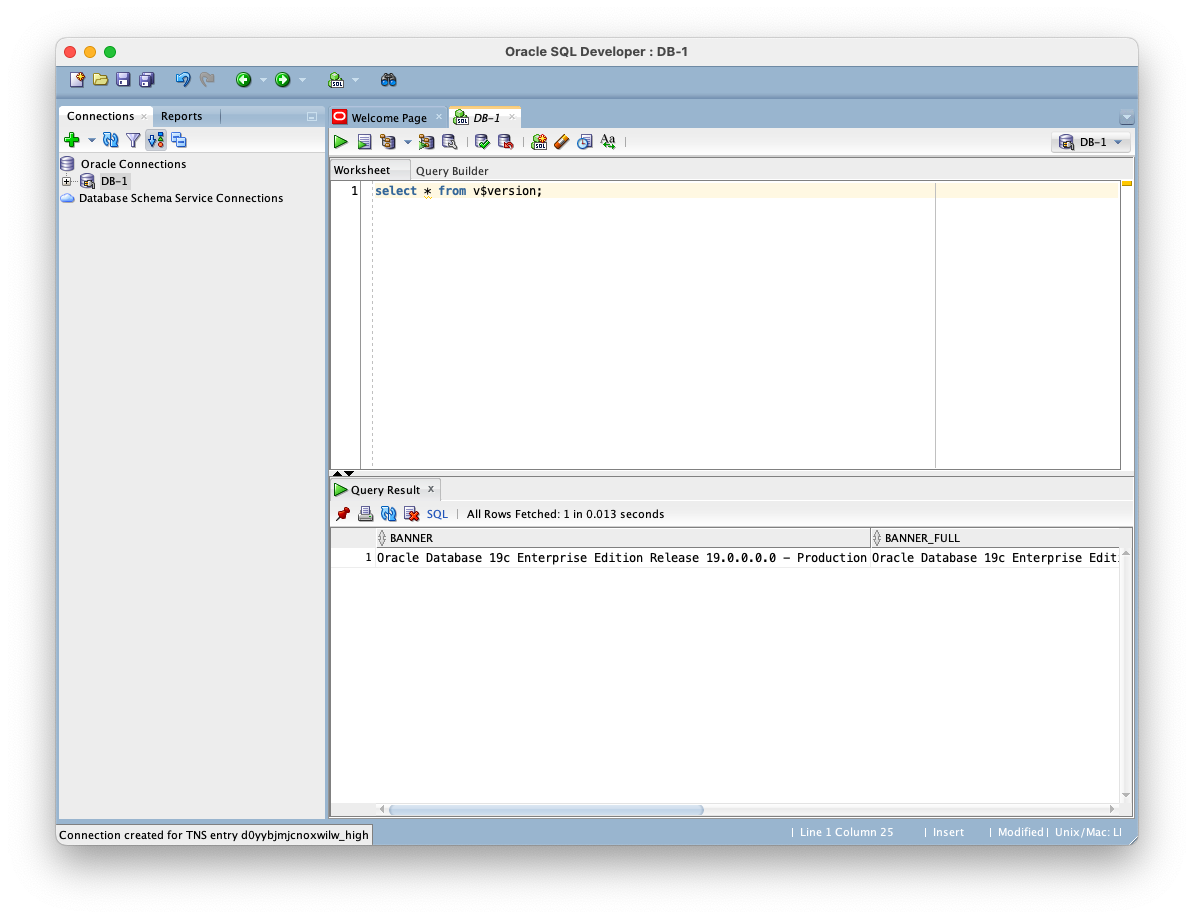 Oracle SQL Developer : DB-1
Connections
Reports
Oracle Connections
DB-1
Database Schema Service Connections
Welcome Page
DB-1
DB-1
Worksheet
Query Builder
1 select * from v$version;
Query Result
SQL
All Rows Fetched: 1 in 0.013 seconds
BANNER
BANNER_FULL
1 Oracle Database 19c Enterprise Edition Release 19.0.0.0.0 - Production
Oracle Database 19c Enterprise Edit
Connection created for TNS entry d0yybjmjcnoxwilw_high
Line 1 Column 25
Insert
Modified
Unix/Mac: LI